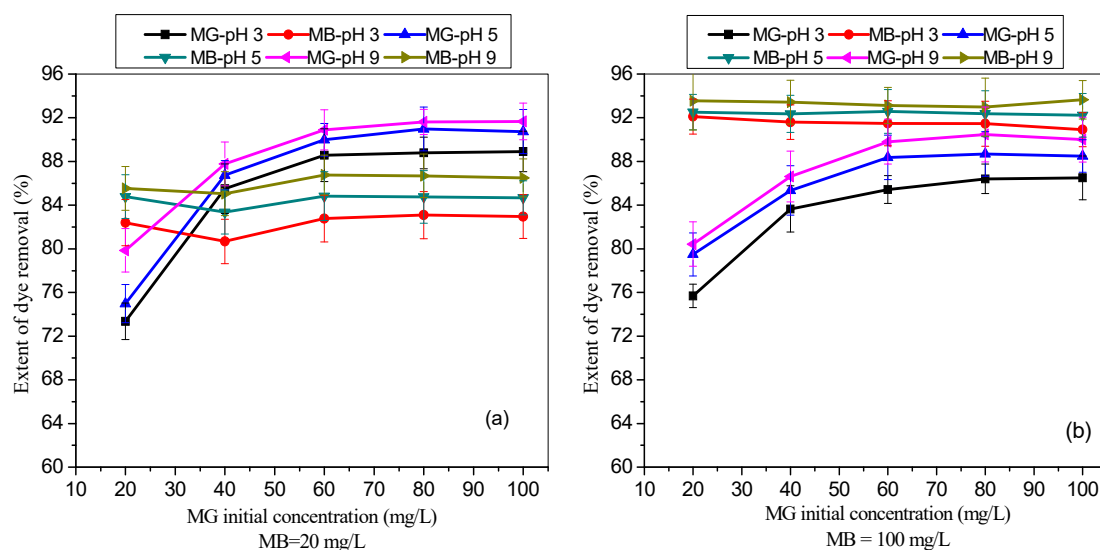 MG-pH 3 MB-pH 3 MG-pH 5
MB-pH 5 MG-pH 9 MB-pH 9
96
92
88
84
80
76
72
68
64
60
Extent of dye removal (%)
(a)
10 20 30 40 50 60 70 80 90 100
MG initial concentration (mg/L)
MB=20 mg/L
MG-pH 3 MB-pH 3 MG-pH 5
MB-pH 5 MG-pH 9 MB-pH 9
96
92
88
84
80
76
72
68
64
60
Extent of dye removal (%)
(b)
10 20 30 40 50 60 70 80 90 100
MG initial concentration (mg/L)
MB = 100 mg/L